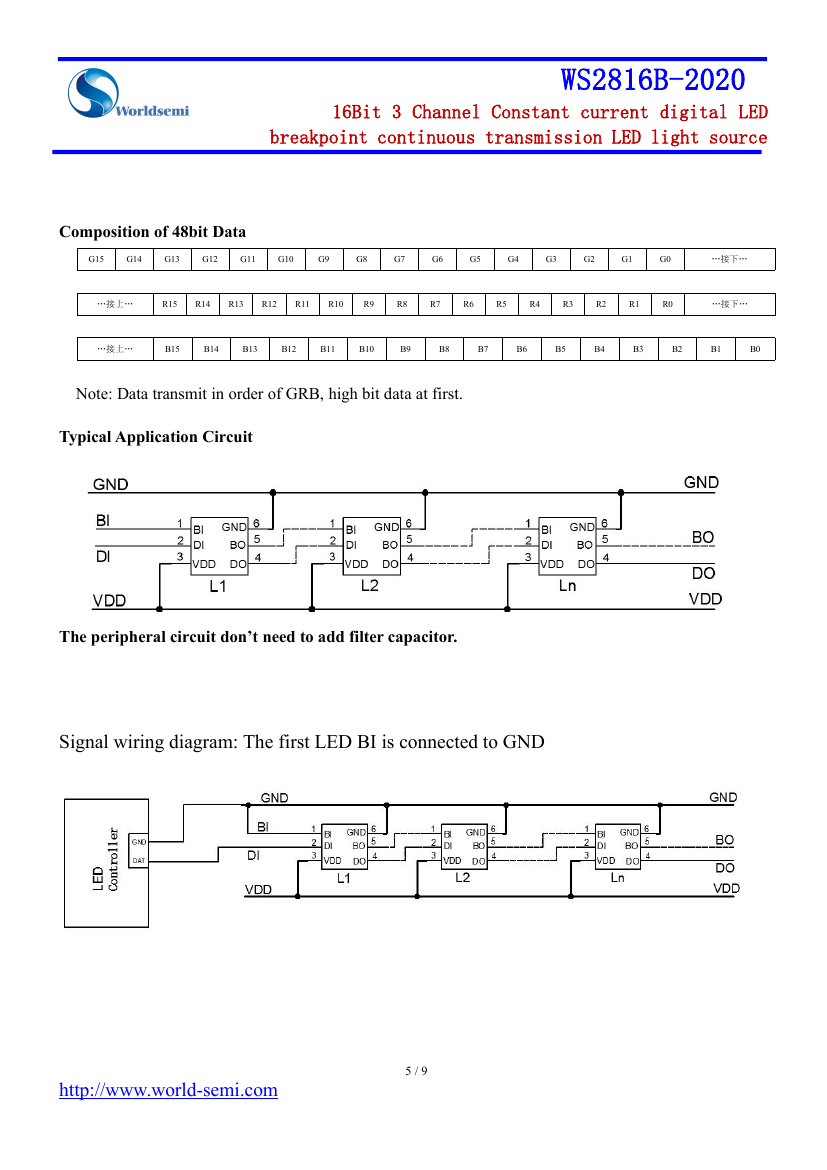 WS2816B-2020
Worldsemi
16Bit 3 Channel Constant current digital LED
breakpoint continuous transmission LED light source
Composition of 48bit Data
G15 G14 G13 G12 G11 G10 G9 G8 G7 G6 G5 G4 G3 G2 G1 G0 …接下…
…接上… R15 R14 R13 R12 R11 R10 R9 R8 R7 R6 R5 R4 R3 R2 R1 R0 …接下…
…接上… B15 B14 B13 B12 B11 B10 B9 B8 B7 B6 B5 B4 B3 B2 B1 B0
Note: Data transmit in order of GRB, high bit data at first.
Typical Application Circuit
GND GND
BI 1 BI GND 6 1 BI GND 6 1 BI GND 6
2 DI BO 5 2 DI BO 5 2 DI BO 5 BO
DI 3 VDD DO 4 3 VDD DO 4 3 VDD DO 4
DO
L1 L2 Ln
VDD VDD
The peripheral circuit don’t need to add filter capacitor.
Signal wiring diagram: The first LED BI is connected to GND
GND GND
LED
Controller
GND
DAT
BI 1 BI GND 6 1 BI GND 6 1 BI GND 6
2 DI BO 5 2 DI BO 5 2 DI BO 5 BO
DI 3 VDD DO 4 3 VDD DO 4 3 VDD DO 4
DO
L1 L2 Ln
VDD VDD
5 / 9
http://www.world-semi.com